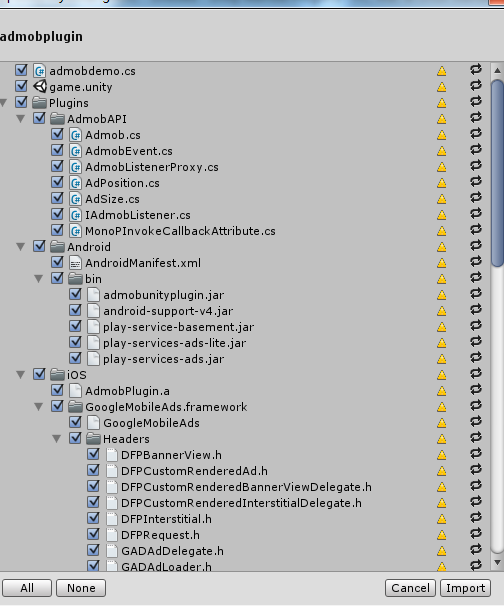 admobplugin
admobdemo.cs
game.unity
Plugins
AdmobAPI
Admob.cs
AdmobEvent.cs
AdmobListenerProxy.cs
AdPosition.cs
AdSize.cs
IAdmobListener.cs
MonoPInvokeCallbackAttribute.cs
Android
AndroidManifest.xml
bin
admobunityplugin.jar
android-support-v4.jar
play-service-basement.jar
play-services-ads-lite.jar
play-services-ads.jar
iOS
AdmobPlugin.a
GoogleMobileAds.framework
GoogleMobileAds
Headers
DFPBannerView.h
DFPCustomRenderedAd.h
DFPCustomRenderedBannerViewDelegate.h
DFPCustomRenderedInterstitialDelegate.h
DFPInterstitial.h
DFPRequest.h
GADAdDelegate.h
GADAdLoader.h
All None Cancel Import